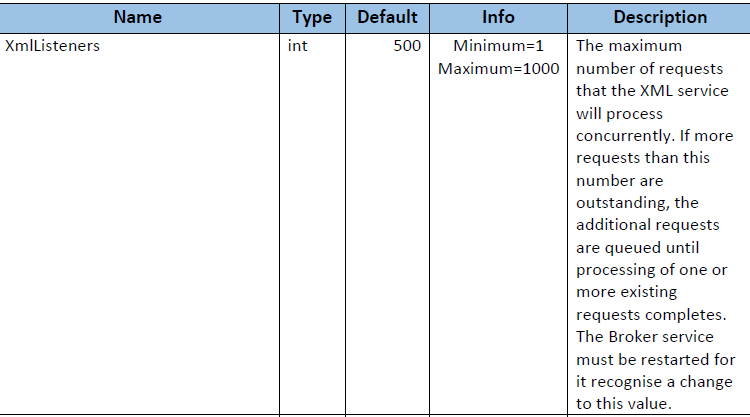 Name Type Default Info Description
XmlListeners int 500 Minimum=1 The maximum
Maximum=1000 number of requests
that the XML service
will process
concurrently. If more
requests than this
number are
outstanding, the
additional requests
are queued until
processing of one or
more existing
requests completes.
The Broker service
must be restarted for
it recognise a change
to this value.